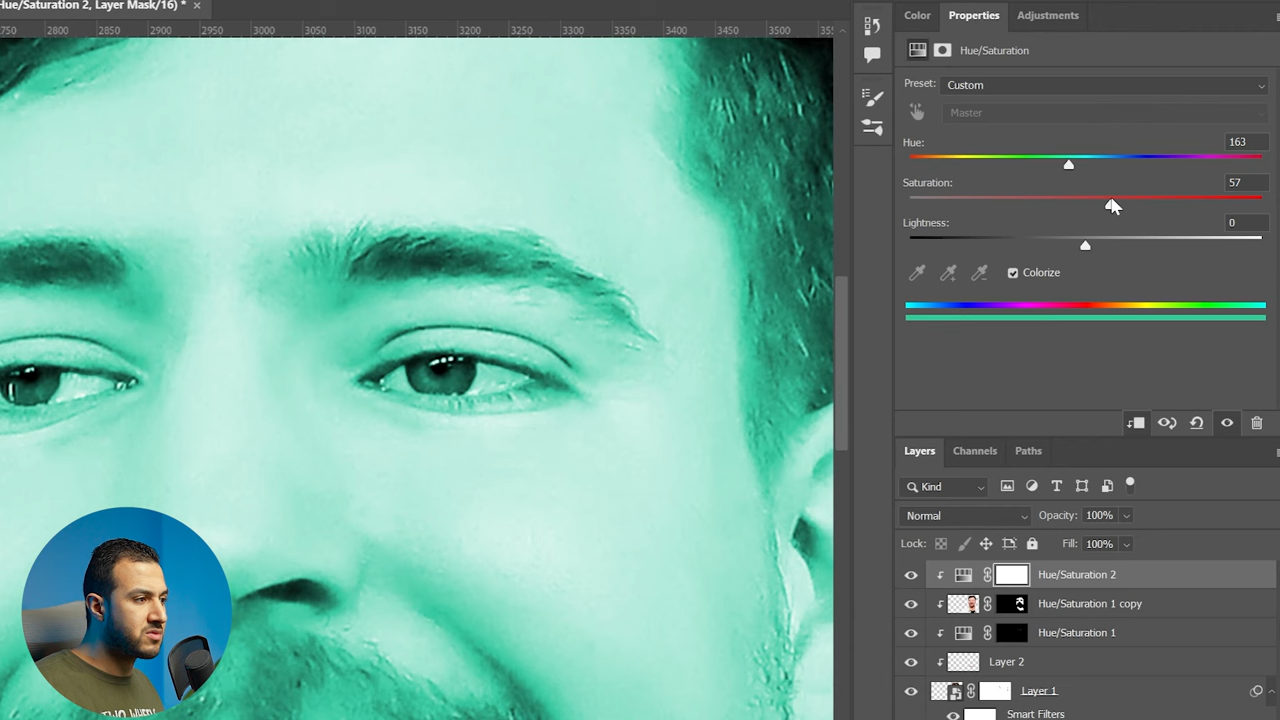 Hue/Saturation 2, Layer Mask/16) * ×
2800 2850 2900 2950 3000 3050 3100 3150 3200 3250 3300 3350 3400 3450 3500
Color Properties Adjustments
Hue/Saturation
Preset: Custom
Master
Hue: 163
Saturation: 57
Lightness: 0
Colorize
Layers Channels Paths
Kind
Normal Opacity: 100%
Lock: Fill: 100%
Hue/Saturation 2
Hue/Saturation 1 copy
Hue/Saturation 1
Layer 2
Layer 1
Smart Filters